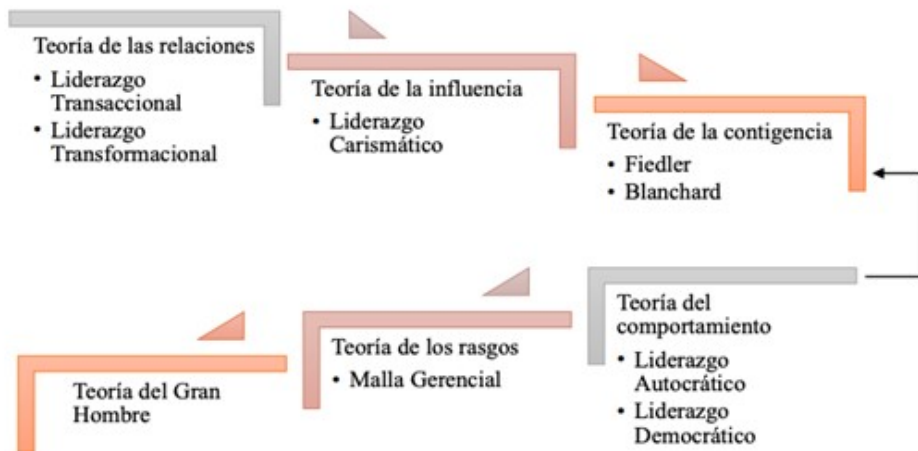 Teoría de las relaciones
• Liderazgo
Transaccional
• Liderazgo
Transformacional
Teoría de la influencia
• Liderazgo
Carismático
Teoría de la contigencia
• Fiedler
• Blanchard
Teoría del Gran
Hombre
Teoría de los rasgos
• Malla Gerencial
Teoría del
comportamiento
• Liderazgo
Autocrático
• Liderazgo
Democrático